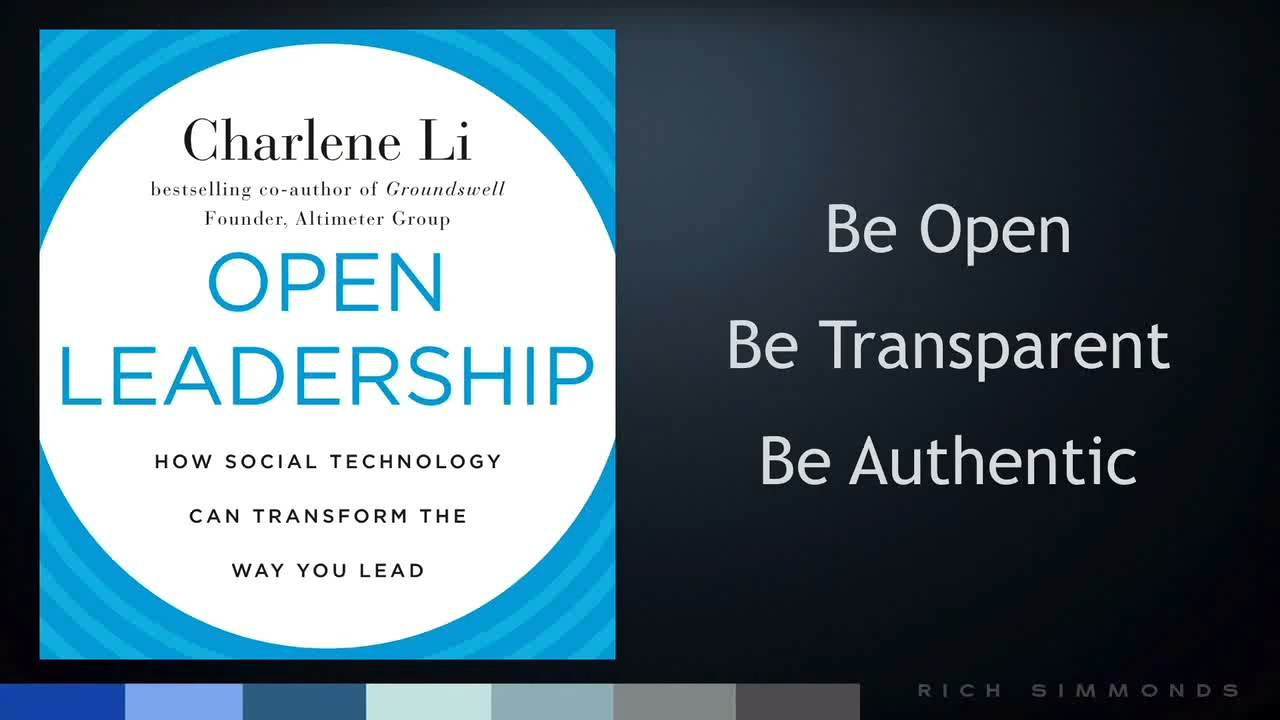 Charlene Li
bestselling co-author of Groundswell
Founder, Altimeter Group
OPEN
LEADERSHIP
HOW SOCIAL TECHNOLOGY
CAN TRANSFORM THE
WAY YOU LEAD
Be Open
Be Transparent
Be Authentic
RICH SIMMONDS